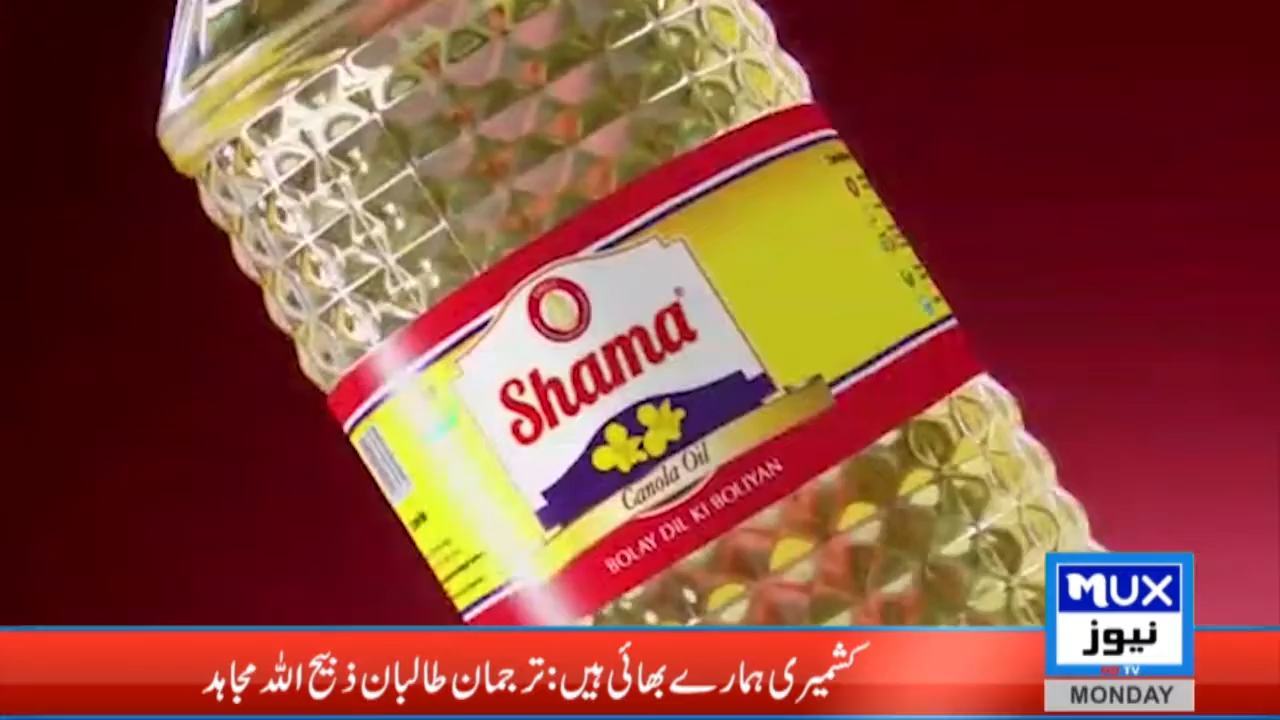 Shama
Canola Oil
BOLAY DIL KI BOLIYAN
MUX
نیوز
TV
MONDAY
کشمیری ہمارے بھائی ہیں: ترجمان طالبان ذبیح اللہ مجاہد